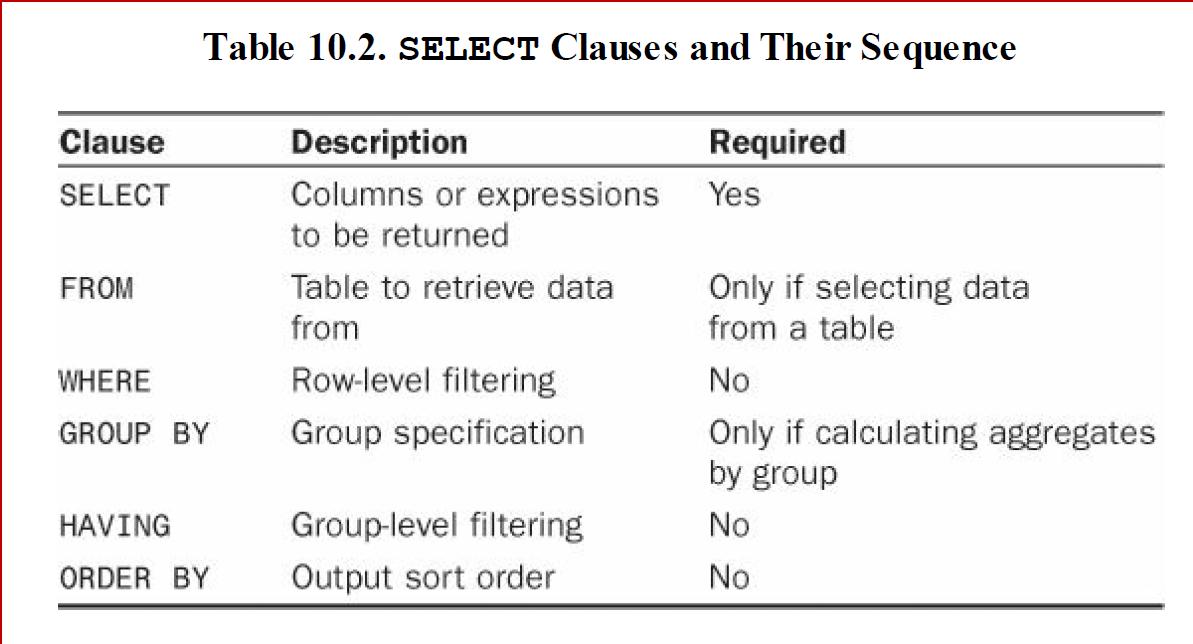 Table 10.2. SELECT Clauses and Their Sequence
Clause Description Required
SELECT Columns or expressions Yes
to be returned
FROM Table to retrieve data Only if selecting data
from from a table
WHERE Row-level filtering No
GROUP BY Group specification Only if calculating aggregates
by group
HAVING Group-level filtering No
ORDER BY Output sort order No